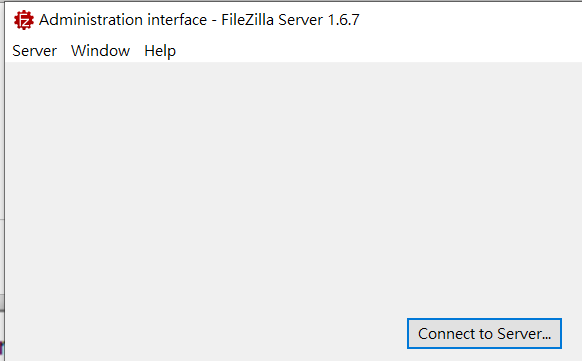 Administration interface - FileZilla Server 1.6.7
Server Window Help
Connect to Server...